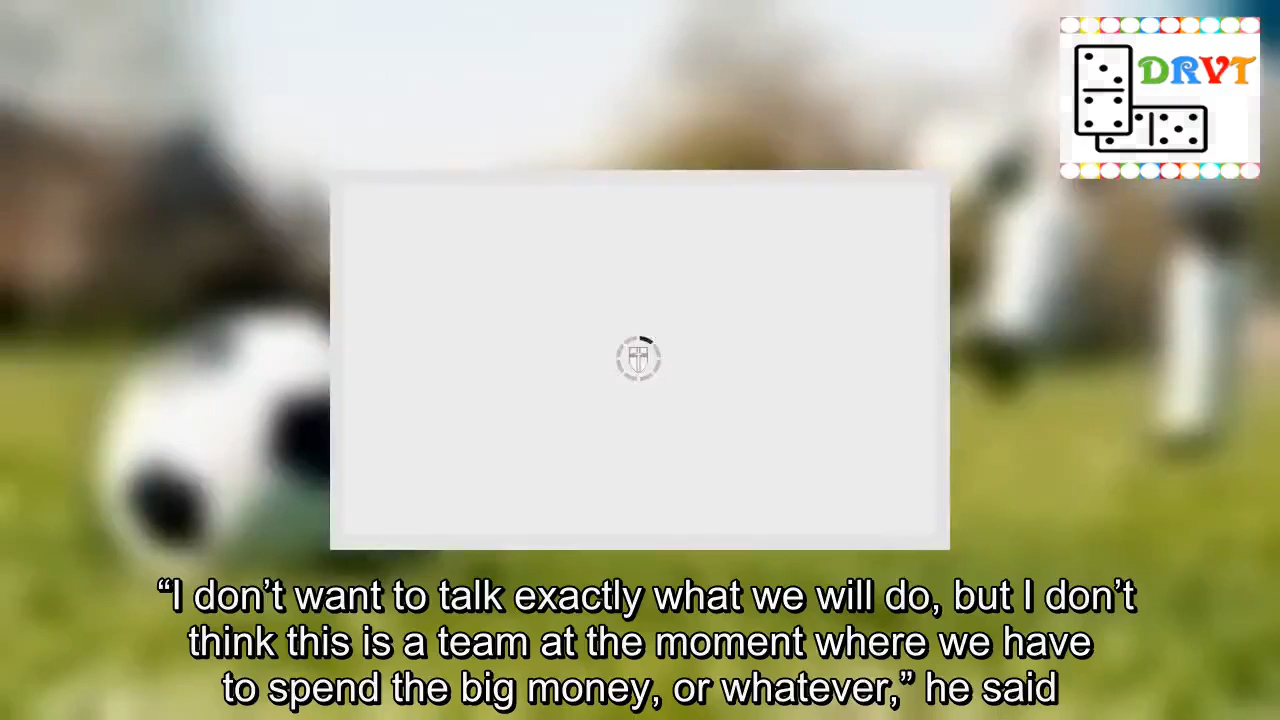 DRVT
“I don’t want to talk exactly what we will do, but I don’t
think this is a team at the moment where we have
to spend the big money, or whatever,” he said